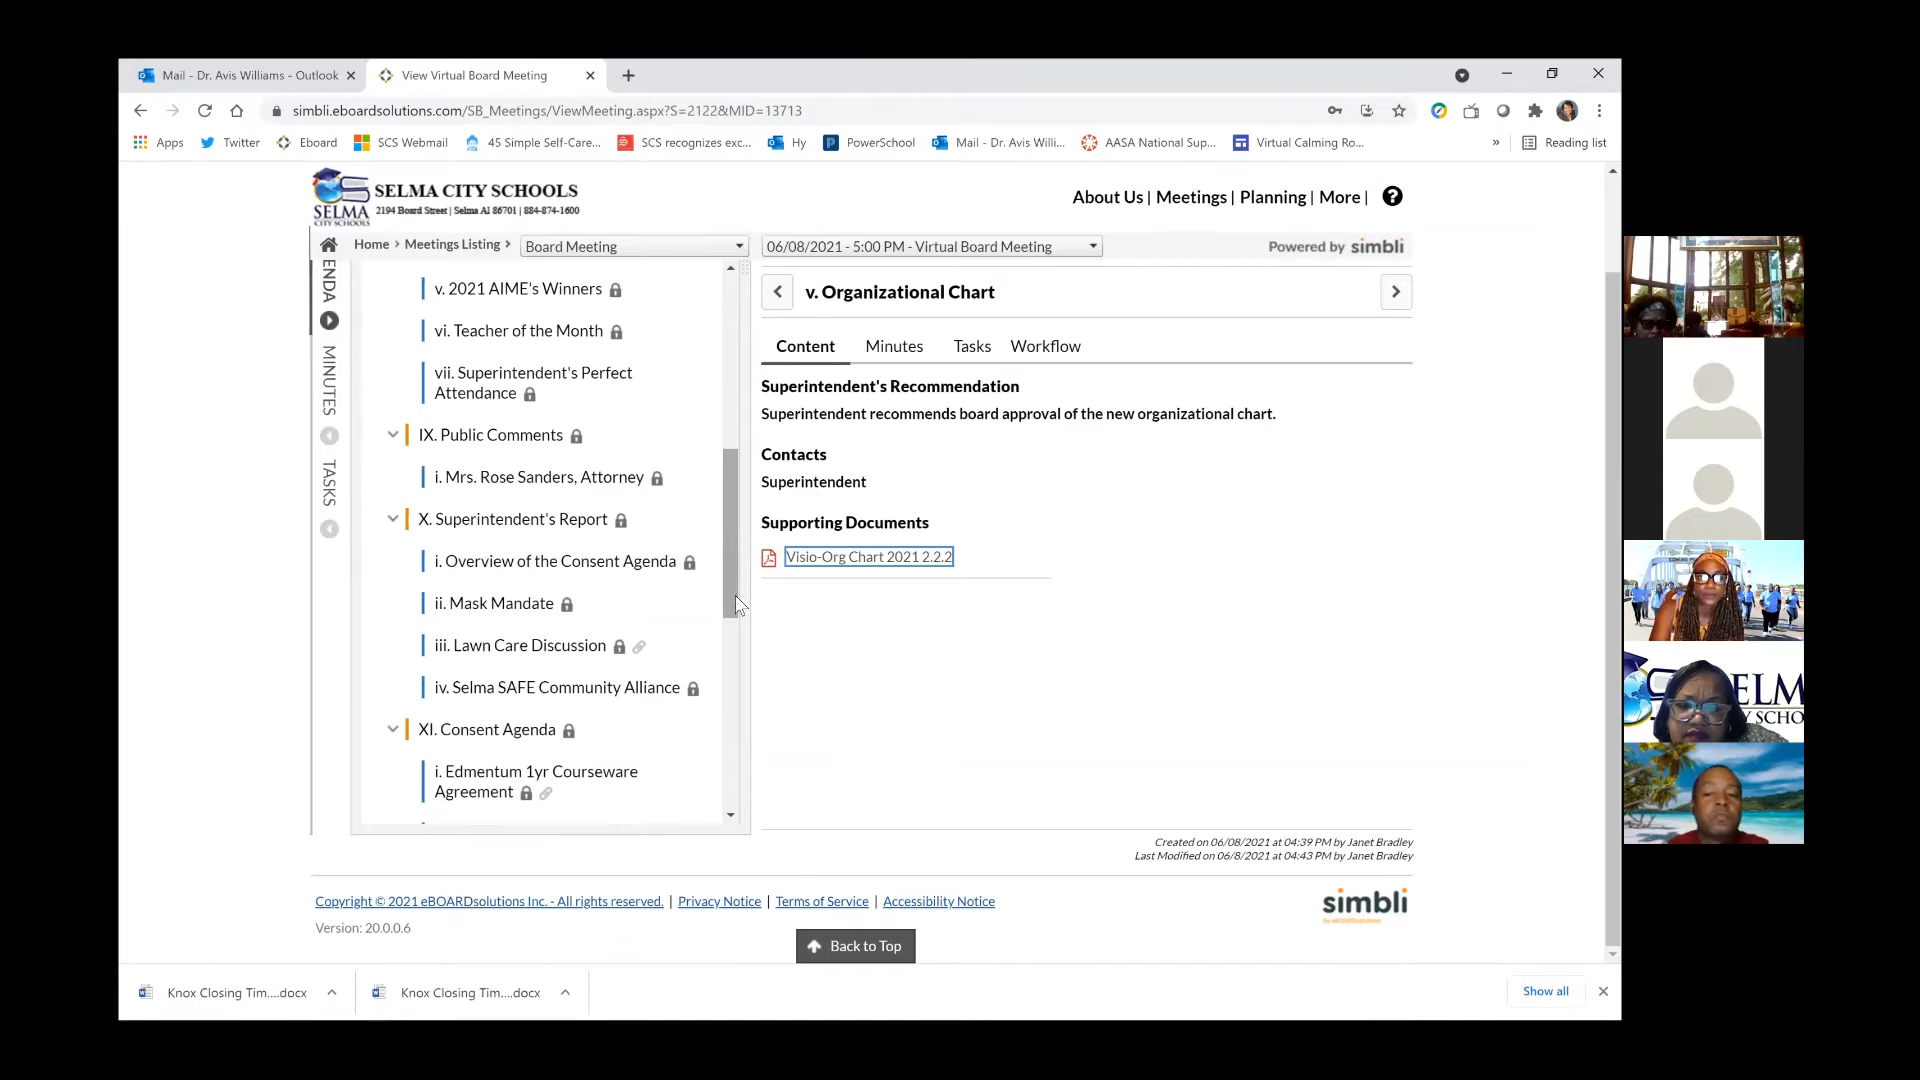 Mail - Dr. Avis Williams - Outlook
View Virtual Board Meeting
simbli.eboardsolutions.com/SB_Meetings/ViewMeeting.aspx?S=2122&MID=13713
Apps
Twitter
Eboard
SCS Webmail
45 Simple Self-Care...
SCS recognizes exc...
Hy
PowerSchool
Mail - Dr. Avis Willi...
AASA National Sup...
Virtual Calming Ro...
»
Reading list
SELMA CITY SCHOOLS
2194 Board Street | Selma Al 86701 | 884-874-1600
SELMA
CITY SCHOOLS
About Us | Meetings | Planning | More |
Home › Meetings Listing ›
Board Meeting
06/08/2021 - 5:00 PM - Virtual Board Meeting
Powered by simbli
ENDA
MINUTES
TASKS
v. 2021 AIME's Winners
vi. Teacher of the Month
vii. Superintendent's Perfect
Attendance
IX. Public Comments
i. Mrs. Rose Sanders, Attorney
X. Superintendent's Report
i. Overview of the Consent Agenda
ii. Mask Mandate
iii. Lawn Care Discussion
iv. Selma SAFE Community Alliance
XI. Consent Agenda
i. Edmentum 1yr Courseware
Agreement
v. Organizational Chart
Content
Minutes
Tasks
Workflow
Superintendent's Recommendation
Superintendent recommends board approval of the new organizational chart.
Contacts
Superintendent
Supporting Documents
Visio-Org Chart 2021 2.2.2
Created on 06/08/2021 at 04:39 PM by Janet Bradley
Last Modified on 06/8/2021 at 04:43 PM by Janet Bradley
Copyright © 2021 eBOARDsolutions Inc. - All rights reserved. | Privacy Notice | Terms of Service | Accessibility Notice
Version: 20.0.0.6
simbli
Back to Top
Knox Closing Tim....docx
Knox Closing Tim....docx
Show all
ELM
Y SCHO